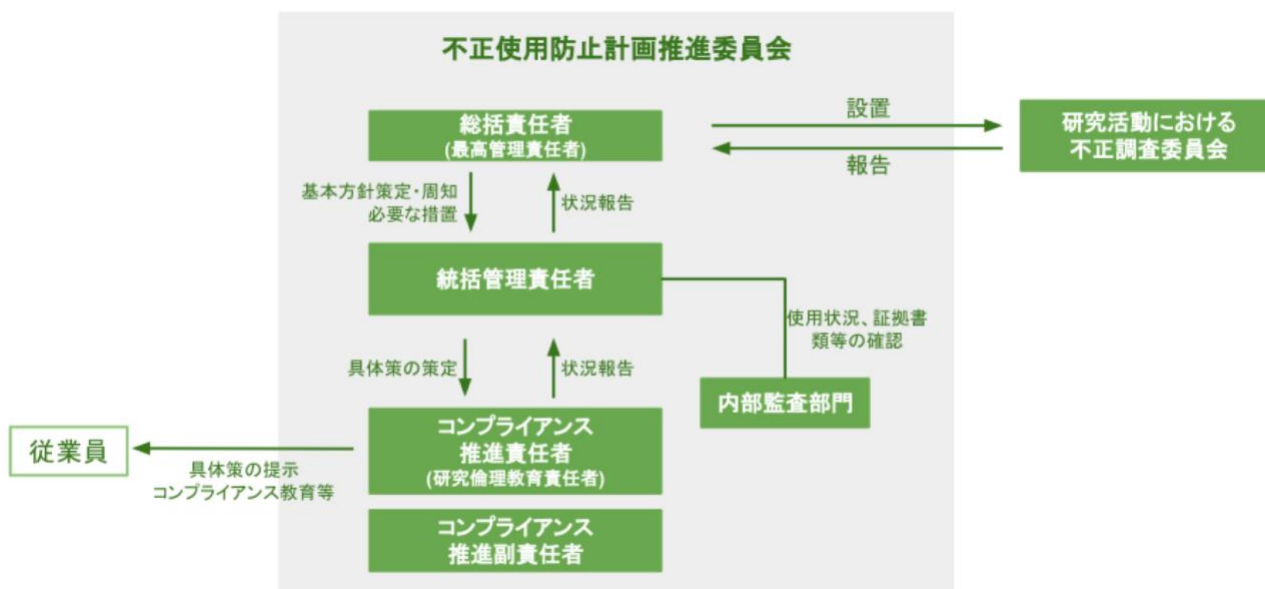 不正使用防止計画推進委員会
総括責任者
(最高管理責任者)
設置
報告
研究活動における
不正調査委員会
基本方針策定・周知
必要な措置
状況報告
統括管理責任者
使用状況、証拠書
類等の確認
具体策の策定
状況報告
内部監査部門
コンプライアンス
推進責任者
(研究倫理教育責任者)
従業員
具体策の提示
コンプライアンス教育等
コンプライアンス
推進副責任者